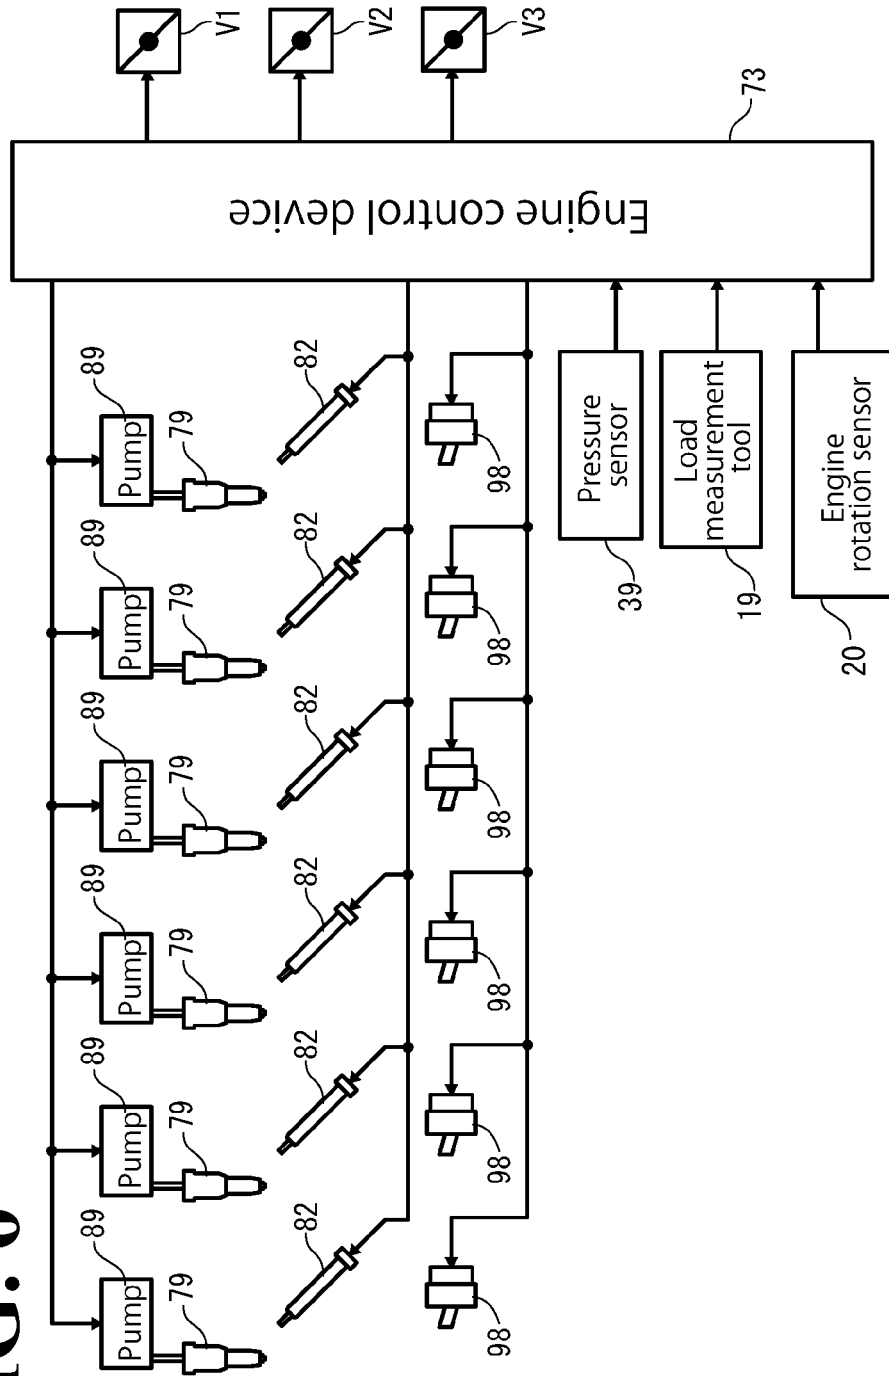 V1
V2
V3
73
Engine control device
89
Pump
79
82
98
89
Pump
79
82
98
89
Pump
79
82
98
89
Pump
79
82
98
89
Pump
79
82
98
89
Pump
79
82
98
Pressure
sensor
39
Load
measurement
tool
19
Engine
rotation sensor
20